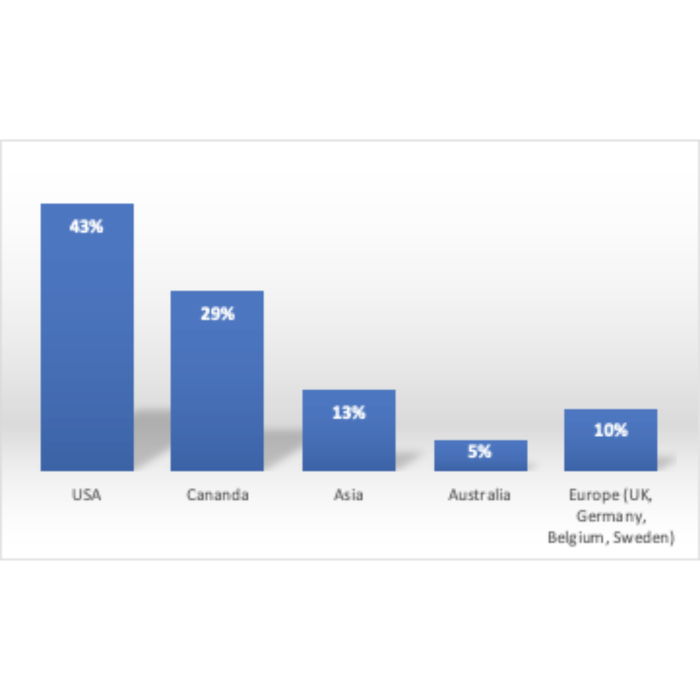 43%
29%
13%
5%
10%
USA
Cananda
Asia
Australia
Europe (UK,
Germany,
Belgium, Sweden)